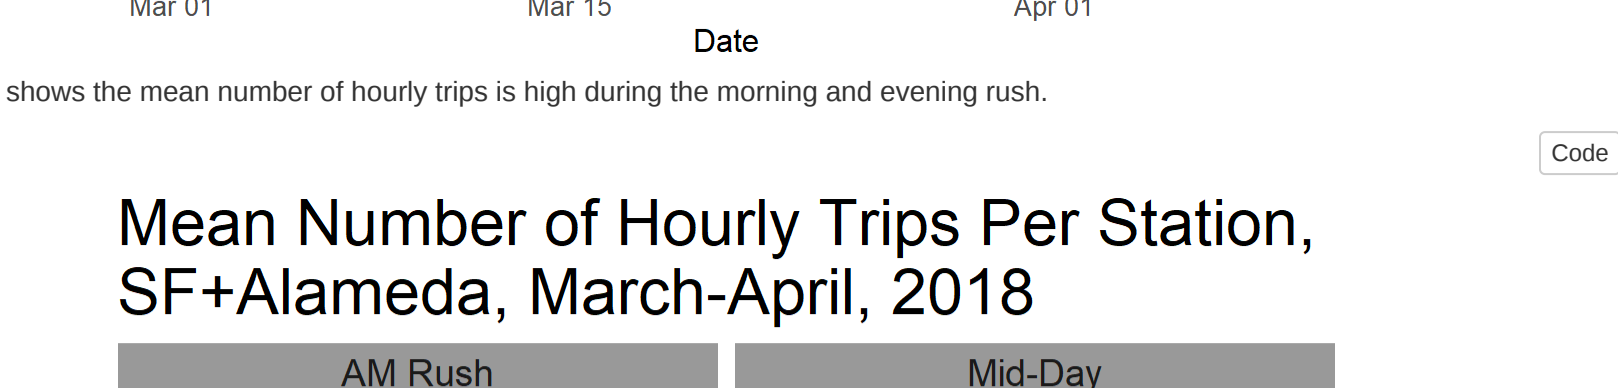 Mar 01 Mar 15 Apr 01
Date
shows the mean number of hourly trips is high during the morning and evening rush.
Code
Mean Number of Hourly Trips Per Station,
SF+Alameda, March-April, 2018
AM Rush Mid-Day